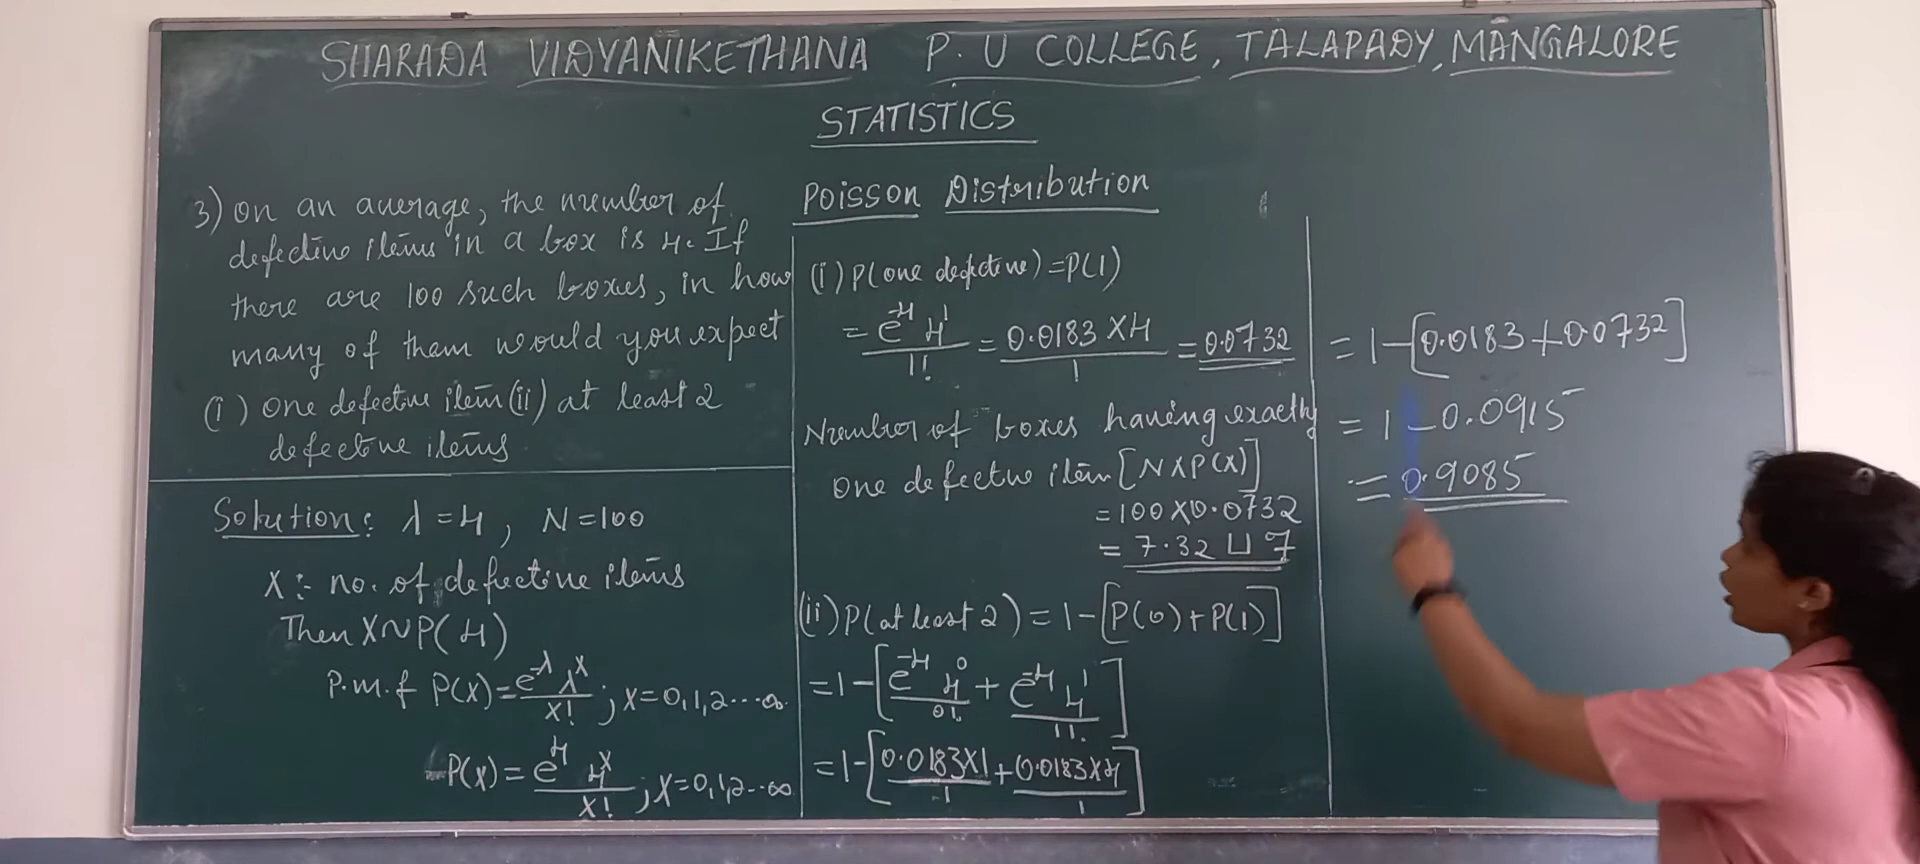 SHARADA VIDYANIKETHANA P. U COLLEGE, TALAPADY, MANGALORE
STATISTICS
3) On an average, the number of
defective items in a box is 4. If
there are 100 such boxes, in how
many of them would you expect
(i) One defective item (ii) at least 2
defective items.
Solution: λ = 4, N = 100
X : no. of defective items
Then X ~ P(4)
P.m.f P(x) = e^-λ λ^x / x! ; x = 0,1,2...∞.
P(x) = e^-4 4^x / x! ; x = 0,1,2...∞
Poisson Distribution
(i) P(one defective) = P(1)
= e^-4 4^1 / 1! = 0.0183 X 4 / 1 = 0.0732
Number of boxes having exactly
One defective item [N X P(x)]
= 100 X 0.0732
= 7.32 ⊔ 7
(ii) P(at least 2) = 1 - [P(0) + P(1)]
= 1 - [e^-4 4^0 / 0! + e^-4 4^1 / 1!]
= 1 - [0.0183 X 1 / 1 + 0.0183 X 4 / 1]
= 1 - [0.0183 + 0.0732]
= 1 - 0.0915
= 0.9085